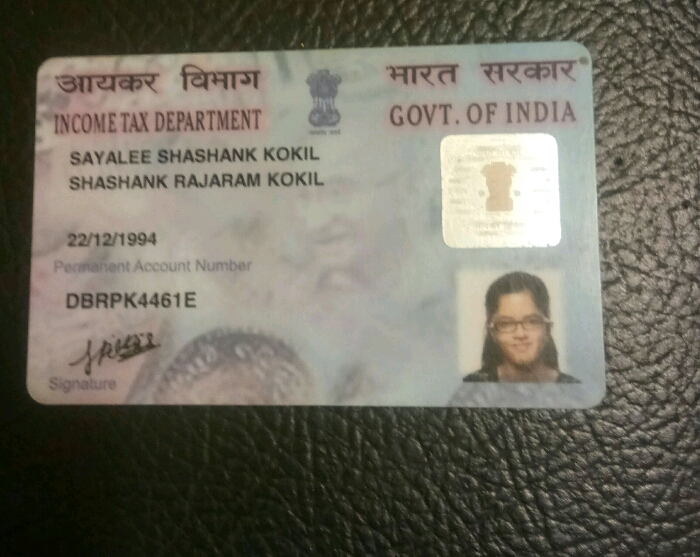 आयकर विभाग
भारत सरकार
INCOME TAX DEPARTMENT
GOVT. OF INDIA
SAYALEE SHASHANK KOKIL
SHASHANK RAJARAM KOKIL
22/12/1994
Permanent Account Number
DBRPK4461E
Signature